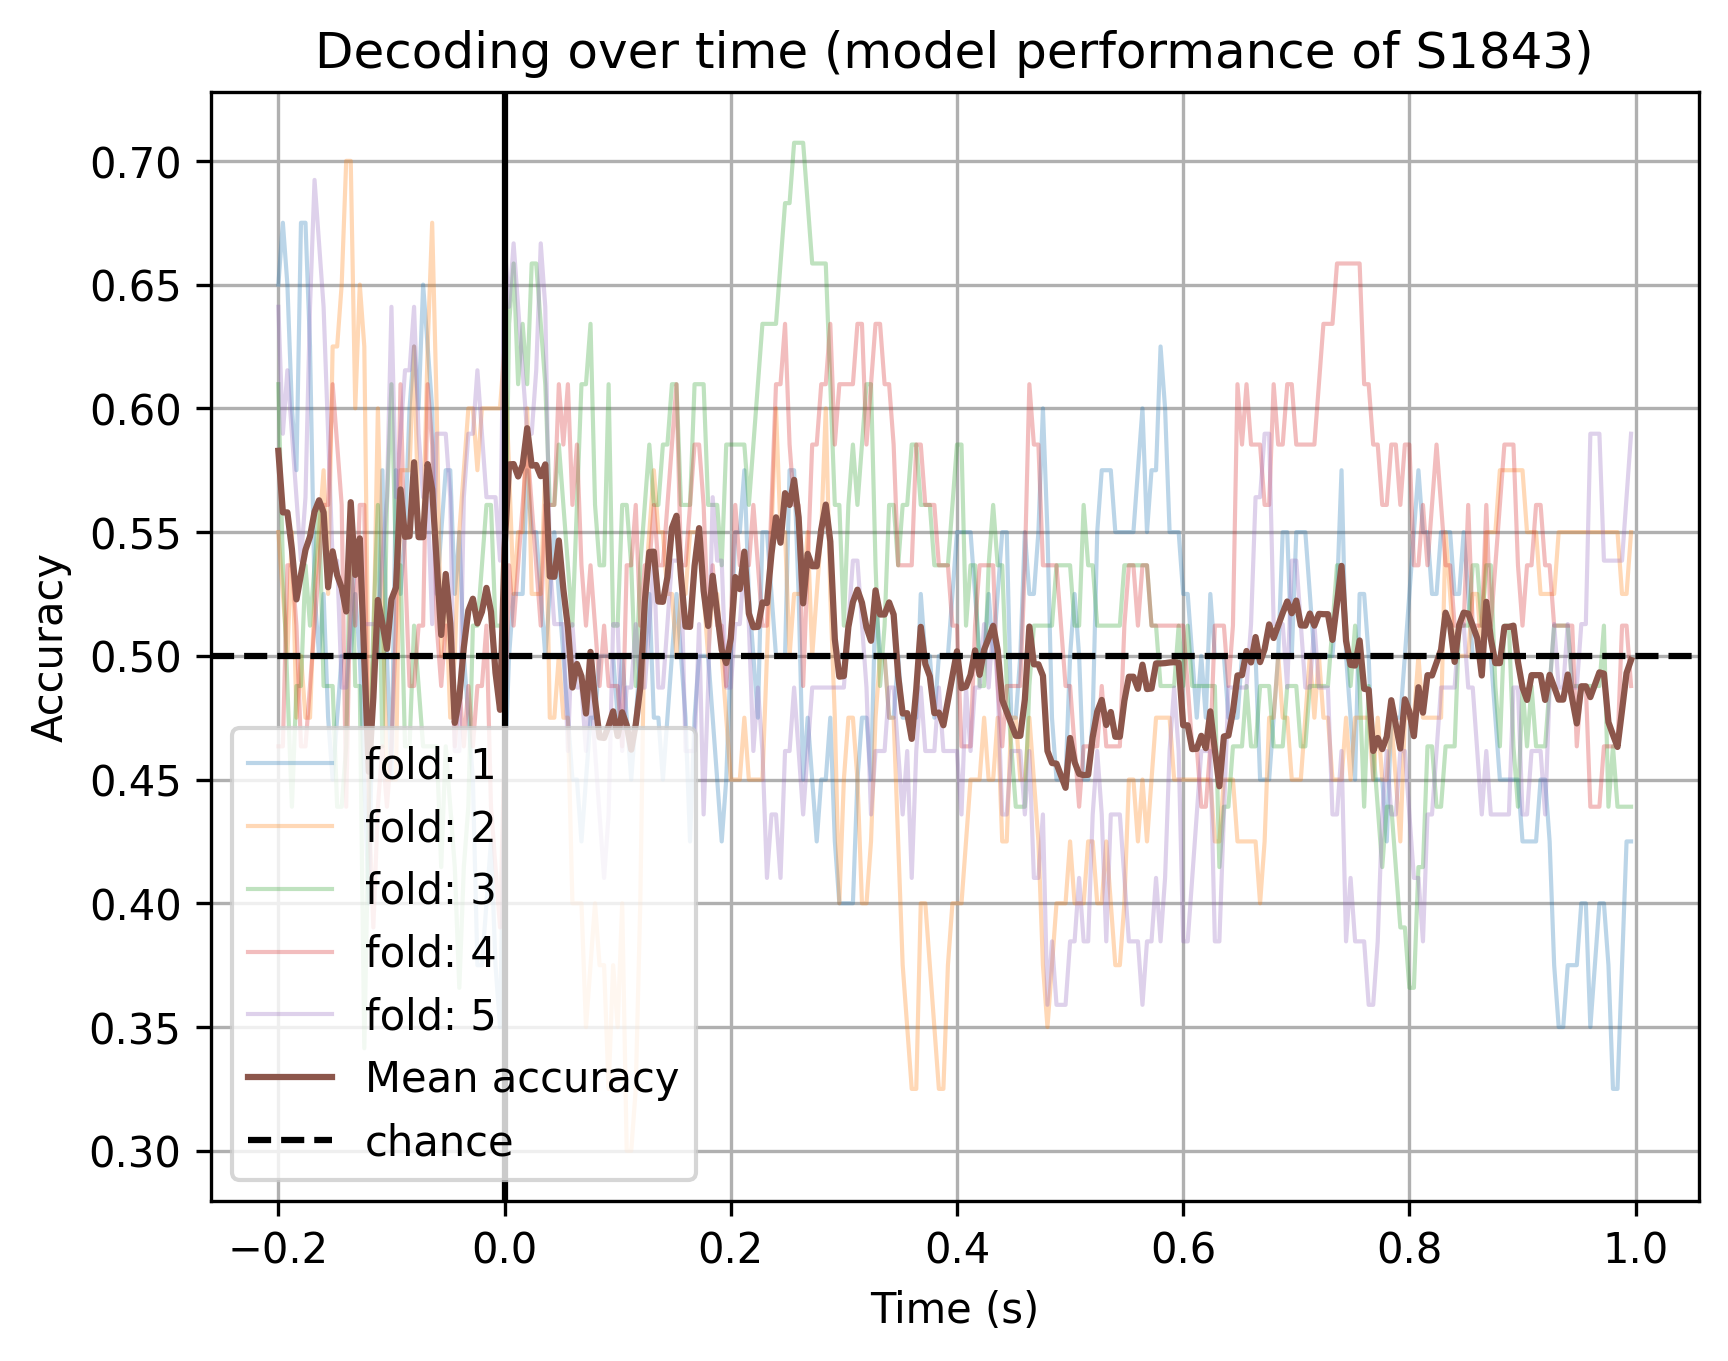 Decoding over time (model performance of S1843)
Accuracy
0.70
0.65
0.60
0.55
0.50
0.45
0.40
0.35
0.30
fold: 1
fold: 2
fold: 3
fold: 4
fold: 5
Mean accuracy
chance
−0.2 0.0 0.2 0.4 0.6 0.8 1.0
Time (s)